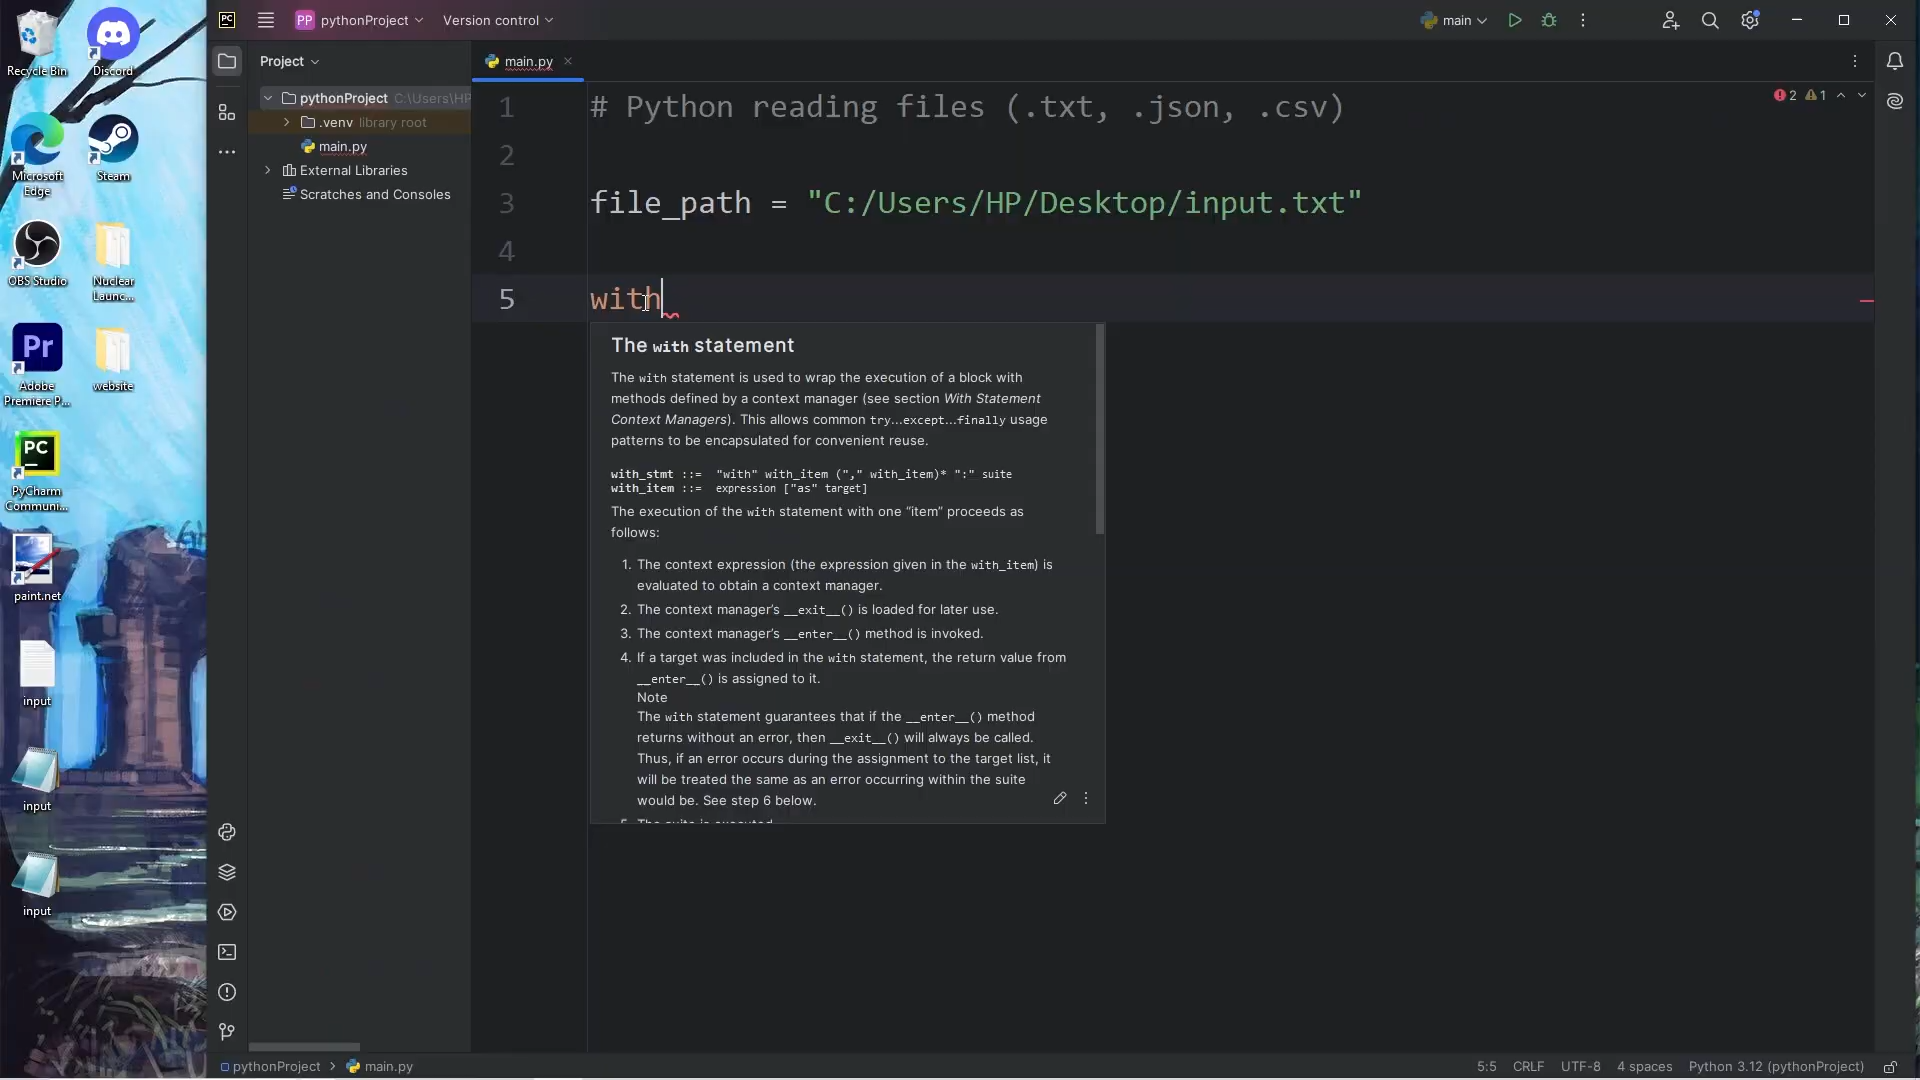 PC
PP pythonProject
Version control
main
Recycle Bin
Discord
Project
main.py
pythonProject C:\Users\HP
.venv library root
main.py
External Libraries
Scratches and Consoles
2 1
1 # Python reading files (.txt, .json, .csv)
2
3 file_path = "C:/Users/HP/Desktop/input.txt"
4
5 with
Microsoft
Edge
Steam
OBS Studio
Nuclear
Launc...
Pr
Adobe
Premiere P...
website
PC
PyCharm
Communi...
paint.net
input
input
input
The with statement
The with statement is used to wrap the execution of a block with
methods defined by a context manager (see section With Statement
Context Managers). This allows common try...except...finally usage
patterns to be encapsulated for convenient reuse.
with_stmt ::= "with" with_item ("," with_item)* ":" suite
with_item ::= expression ["as" target]
The execution of the with statement with one “item” proceeds as
follows:
1. The context expression (the expression given in the with_item) is
evaluated to obtain a context manager.
2. The context manager’s __exit__() is loaded for later use.
3. The context manager’s __enter__() method is invoked.
4. If a target was included in the with statement, the return value from
__enter__() is assigned to it.
Note
The with statement guarantees that if the __enter__() method
returns without an error, then __exit__() will always be called.
Thus, if an error occurs during the assignment to the target list, it
will be treated the same as an error occurring within the suite
would be. See step 6 below.
5. The suite is executed
pythonProject > main.py
5:5 CRLF UTF-8 4 spaces Python 3.12 (pythonProject)